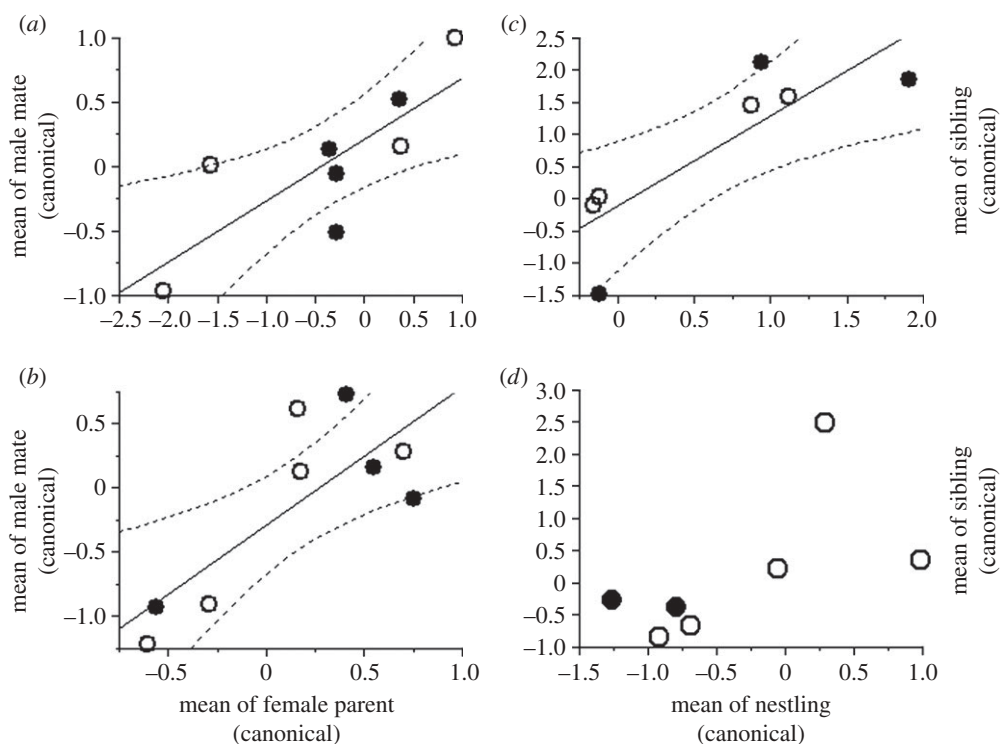 (a)
1.0
0.5
0
−0.5
−1.0
−2.5 −2.0 −1.5 −1.0 −0.5 0 0.5 1.0
mean of male mate
(canonical)
(c)
2.5
2.0
1.5
1.0
0.5
0
−0.5
−1.0
−1.5
0 0.5 1.0 1.5 2.0
mean of sibling
(canonical)
(b)
0.5
0
−0.5
−1.0
−0.5 0 0.5 1.0
mean of male mate
(canonical)
mean of female parent
(canonical)
(d)
3.0
2.5
2.0
1.5
1.0
0.5
0
−0.5
−1.0
−1.5 −1.0 −0.5 0 0.5 1.0
mean of sibling
(canonical)
mean of nestling
(canonical)